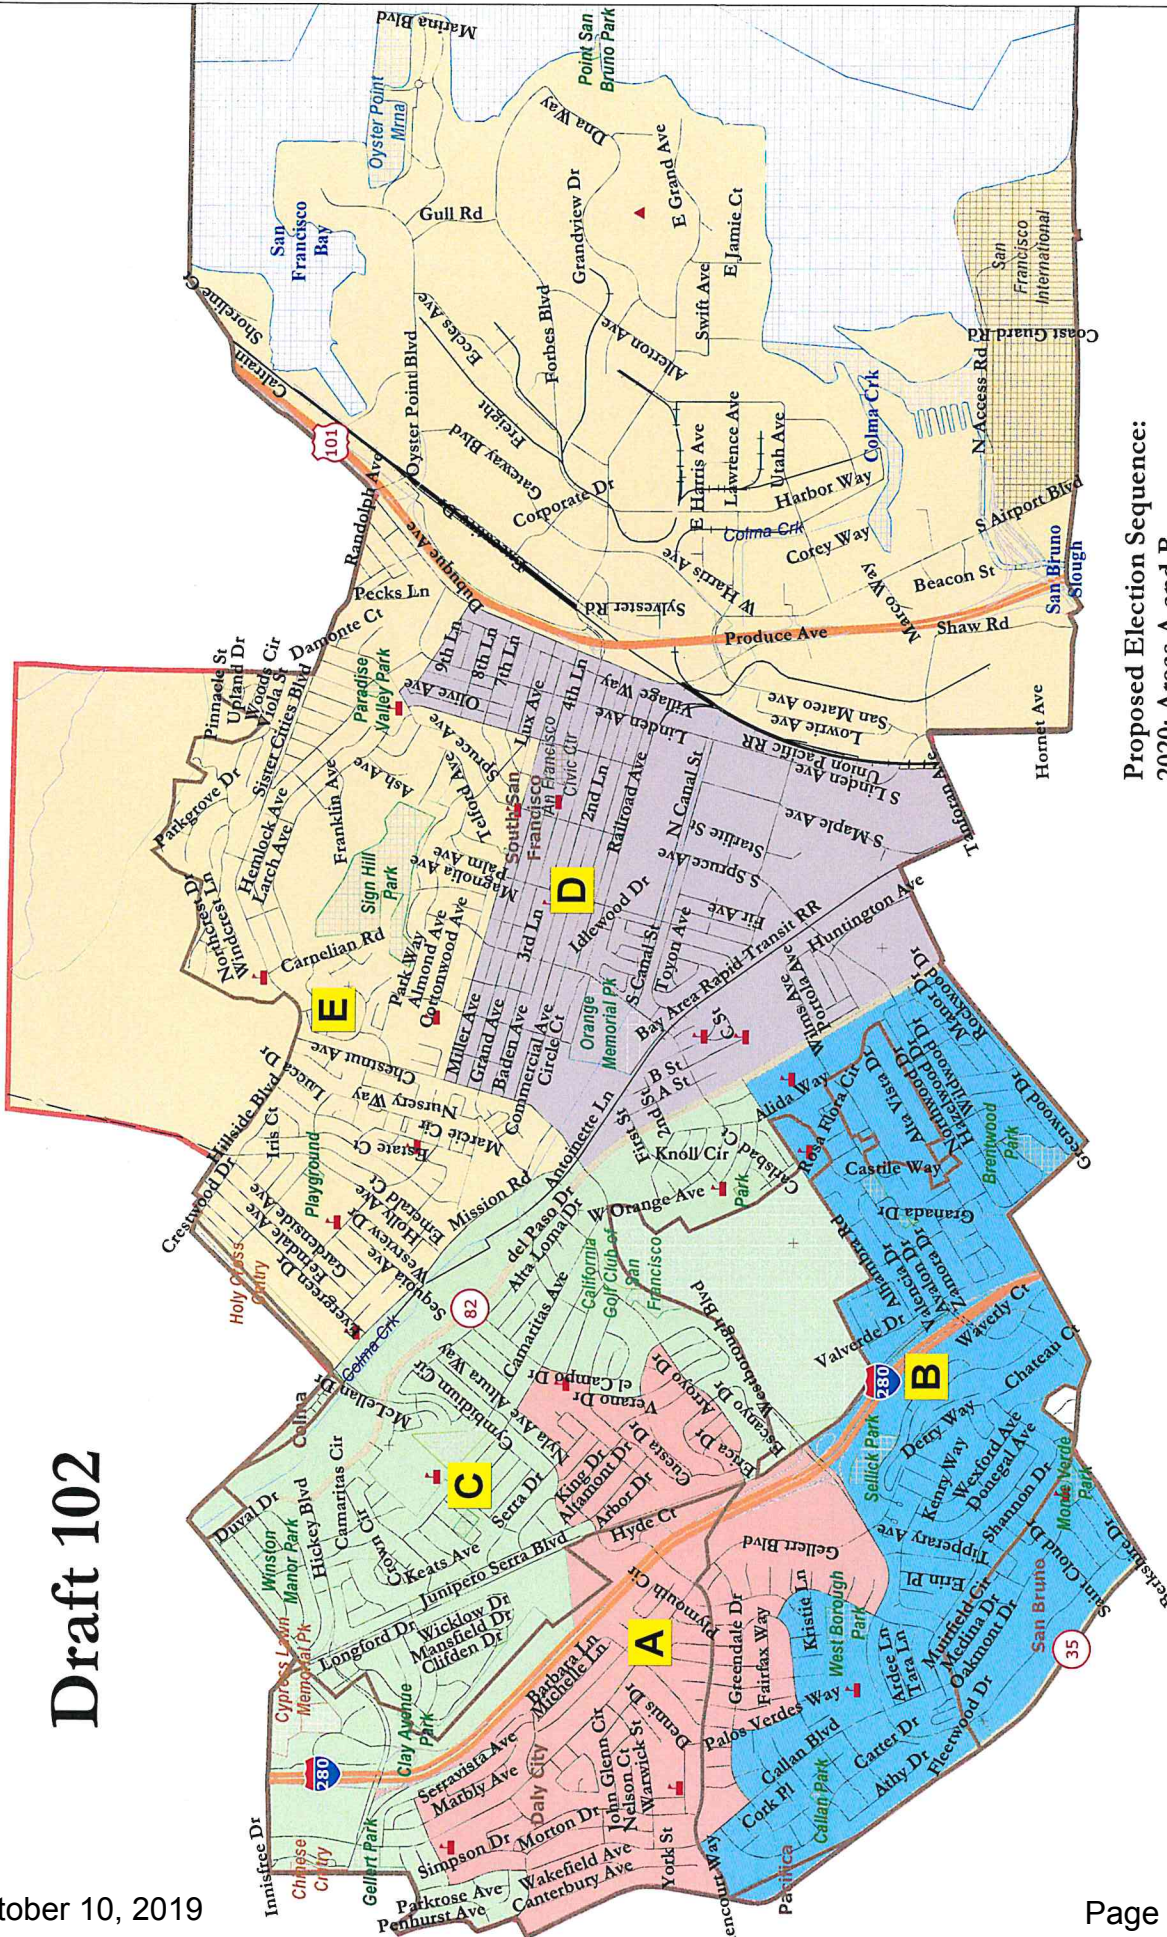 Draft 102
Proposed Election Sequence:
tober 10, 2019
Page
Marina Blvd
Oyster Point
Mrna
Point San
Bruno Park
San
Francisco
Bay
Gull Rd
Dna Way
E Grand Ave
Grandview Dr
E Jamie Ct
Swift Ave
Allerton Ave
Forbes Blvd
Eccles Ave
Shoreline Ct
Caltrain
101
Oyster Point Blvd
Freight
Gateway Blvd
Corporate Dr
E Harris Ave
Lawrence Ave
Utah Ave
Harbor Way
Colma Crk
Colma Crk
Corey Way
W Harris Ave
San
Francisco
International
Coast Guard Rd
N Access Rd
S Airport Blvd
San Bruno
Slough
Beacon St
Marco Way
Shaw Rd
Produce Ave
Sylvester Rd
Dubuque Ave
Randolph Ave
Pecks Ln
Damonte Ct
Pinnacle St
Upland Dr
Woods Cir
Viola St
Sister Cities Blvd
Paradise
Valley Park
Parkgrove Dr
Hemlock Ave
Larch Ave
Franklin Ave
Ash Ave
Spruce Ave
Telford Ave
Palm Ave
Magnolia Ave
Sign Hill
Park
Northcrest Dr
Windcrest Ln
Carnelian Rd
Park Way
Almond Ave
Cottonwood Ave
E
9th Ln
8th Ln
7th Ln
Olive Ave
Lux Ave
4th Ln
Village Way
Linden Ave
South San
Francisco
Civic Ctr
2nd Ln
Railroad Ave
N Canal St
D
3rd Ln
Idlewood Dr
Starlite St
S Spruce Ave
S Maple Ave
S Linden Ave
Union Pacific RR
Lowrie Ave
San Mateo Ave
Hornet Ave
Tanforan Ave
Fir Ave
Toyon Ave
S Canal St
Bay Area Rapid Transit RR
Huntington Ave
Portola Ave
Wilms Ave
Orange
Memorial Pk
C St
B St
A St
2nd St
First St
Miller Ave
Grand Ave
Baden Ave
Commercial Ave
Circle Ct
Antoinette Ln
Chestnut Ave
Nursery Way
Marcie Cir
Estate Ct
Lucca Dr
Hillside Blvd
Iris Ct
Playground
Crestwood Dr
Holy Cross
Cmtry
Evergreen Dr
Ferndale Ave
Gardenside Ave
Westview Dr
Holly Ave
Emerald Ct
Sequoia Ave
Mission Rd
Colma Crk
82
del Paso Dr
Alta Loma Dr
Camaritas Ave
W Orange Ave
Knoll Cir
Carlsbad Ct
Park
California
Golf Club of
San
Francisco
Alida Way
Rosa Flora Cir
Manor Dr
Rockwood Dr
Wildwood Dr
Hazelwood Dr
Northwood Dr
Alta Vista Dr
Brentwood
Park
Greenwood Dr
Castile Way
Granada Dr
Alhambra Rd
Valencia Dr
Avalon Dr
Zamora Dr
Valverde Dr
Waverly Ct
Chateau Ct
280
B
Westborough Blvd
Escanyo Dr
Arroyo Dr
Erica Dr
Cuesta Dr
Verano Dr
el Campo Dr
King Dr
Altamont Dr
Arbor Dr
Nyla Ave
Altura Way
Cymbidium Cir
McLellan Dr
Colma
C
Serra Dr
Hyde Ct
Junipero Serra Blvd
Keats Ave
Crown Cir
Camaritas Cir
Hickey Blvd
Duval Dr
Winston
Manor Park
Cypress Lawn
Memorial Pk
Longford Dr
Wicklow Dr
Mansfield Dr
Clifden Dr
Clay Avenue
Park
280
Innisfree Dr
Chinese
Cmtry
Gellert Park
Serravista Ave
Marbly Ave
Barbara Ln
Michelle Ln
Plymouth Cir
A
Daly City
Simpson Dr
Morton Dr
John Glenn Cir
Nelson Ct
Warwick St
Dennis Dr
Parkrose Ave
Penhurst Ave
Wakefield Ave
Canterbury Ave
York St
Pacifica
Gellert Blvd
Greendale Dr
Fairfax Way
Kristie Ln
Palos Verdes Way
West Borough
Park
Callan Blvd
Cork Pl
Callan Park
Carter Dr
Athy Dr
Fleetwood Dr
Ardee Ln
Tara Ln
Muirfield Cir
Medina Dr
Oakmont Dr
Erin Pl
Tipperary Ave
Sellick Park
Derry Way
Kenry Way
Wexford Ave
Donegal Ave
Shannon Dr
Saint Cloud Dr
Monte Verde
Park
San Bruno
35